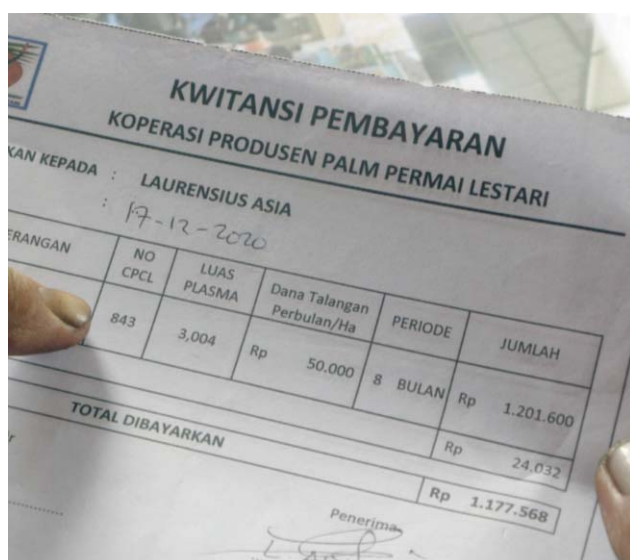 KWITANSI PEMBAYARAN
KOPERASI PRODUSEN PALM PERMAI LESTARI
KAN KEPADA : LAURENSIUS ASIA
: 17-12-2020
ERANGAN NO CPCL LUAS PLASMA Dana Talangan Perbulan/Ha PERIODE JUMLAH
843 3,004 Rp 50.000 8 BULAN Rp 1.201.600
Rp 24.032
TOTAL DIBAYARKAN Rp 1.177.568
Penerima